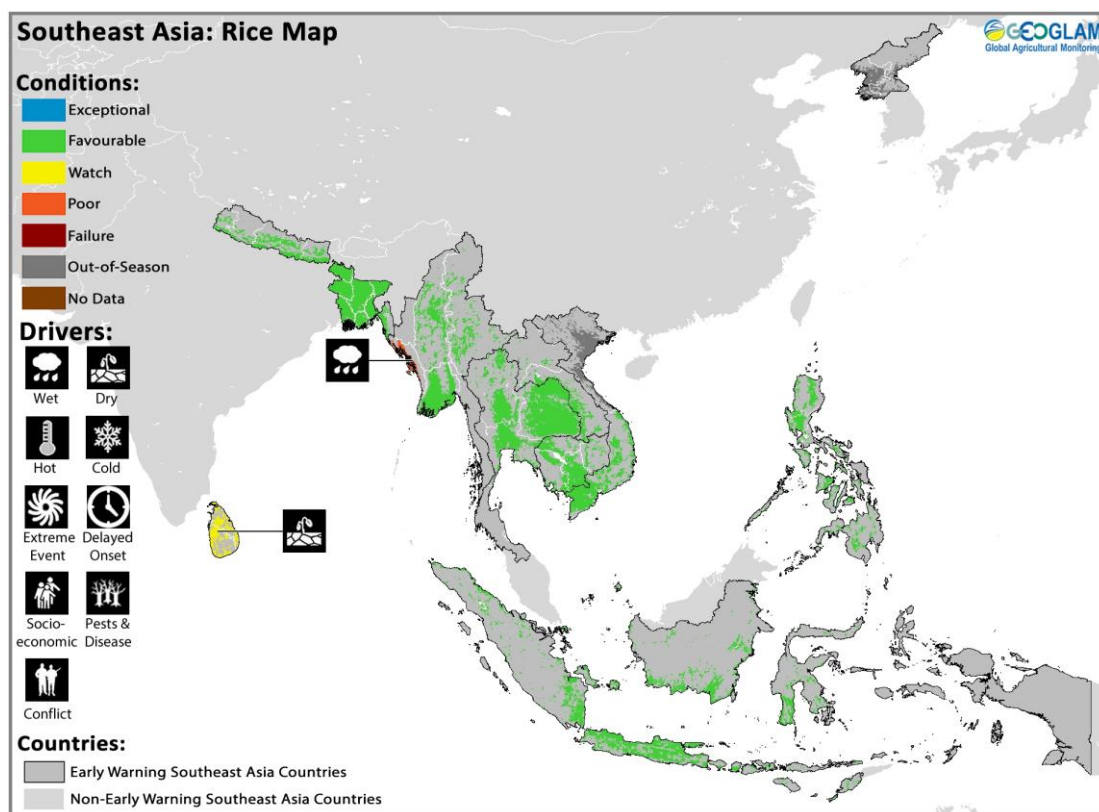 Southeast Asia: Rice Map
GEOGLAM
Global Agricultural Monitoring
Conditions:
Exceptional
Favourable
Watch
Poor
Failure
Out-of-Season
No Data
Drivers:
Wet
Dry
Hot
Cold
Extreme
Event
Delayed
Onset
Socio-
economic
Pests &
Disease
Conflict
Countries:
Early Warning Southeast Asia Countries
Non-Early Warning Southeast Asia Countries